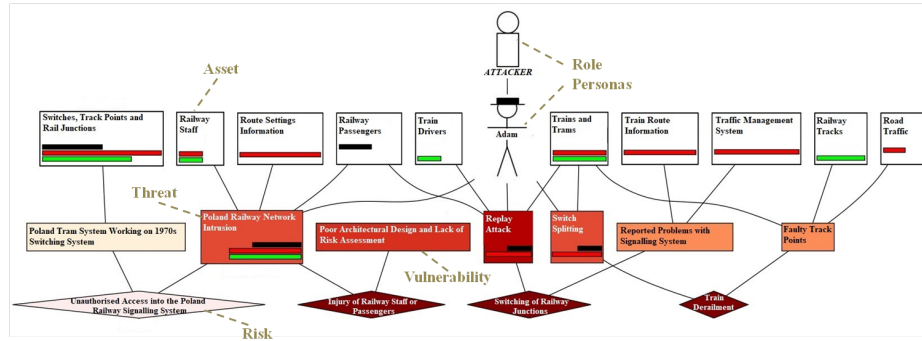 ATTACKER
Role
Asset
Personas
Switches, Track Points and
Rail Junctions
Railway
Staff
Route Settings
Information
Railway
Passengers
Train
Drivers
Adam
Trains and
Trams
Train Route
Information
Traffic Management
System
Railway
Tracks
Road
Traffic
Threat
Poland Tram System Working on 1970s
Switching System
Poland Railway Network
Intrusion
Poor Architectural Design and Lack of
Risk Assessment
Replay
Attack
Switch
Splitting
Reported Problems with
Signalling System
Faulty Track
Points
Vulnerability
Unauthorised Access into the Poland
Railway Signalling System
Injury of Railway Staff or
Passengers
Switching of Railway
Junctions
Train
Derailment
Risk